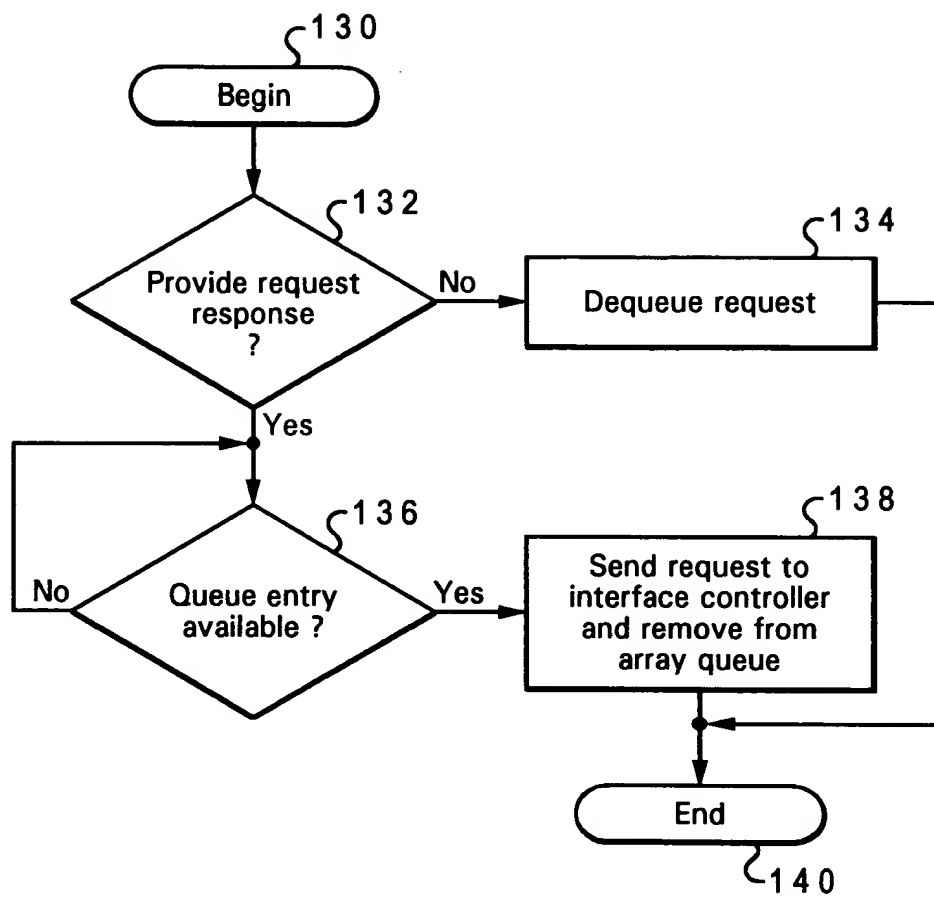 130
Begin
132
Provide request
response
?
No
134
Dequeue request
Yes
136
Queue entry
available ?
No
Yes
138
Send request to
interface controller
and remove from
array queue
End
140